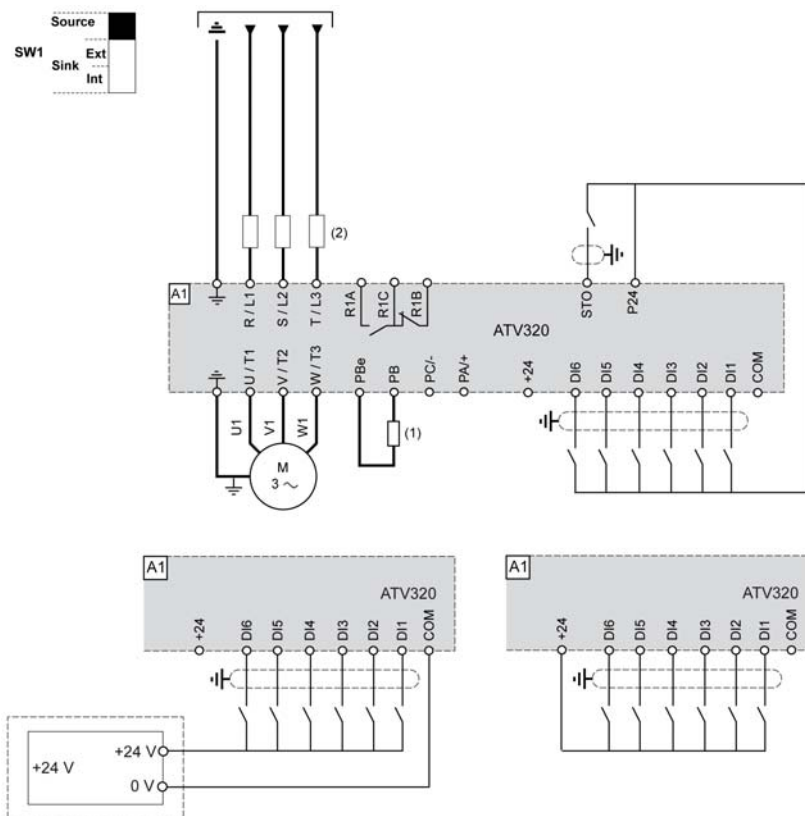 Source
SW1
Sink
Ext
Int
(2)
A1
R / L1
S / L2
T / L3
R1A
R1C
R1B
STO
P24
ATV320
U / T1
V / T2
W / T3
PBe
PB
PC/-
PA/+
+24
DI6
DI5
DI4
DI3
DI2
DI1
COM
U1
V1
W1
(1)
M
3 ~
A1
ATV320
+24
DI6
DI5
DI4
DI3
DI2
DI1
COM
+24 V
+24 V
0 V
A1
ATV320
+24
DI6
DI5
DI4
DI3
DI2
DI1
COM